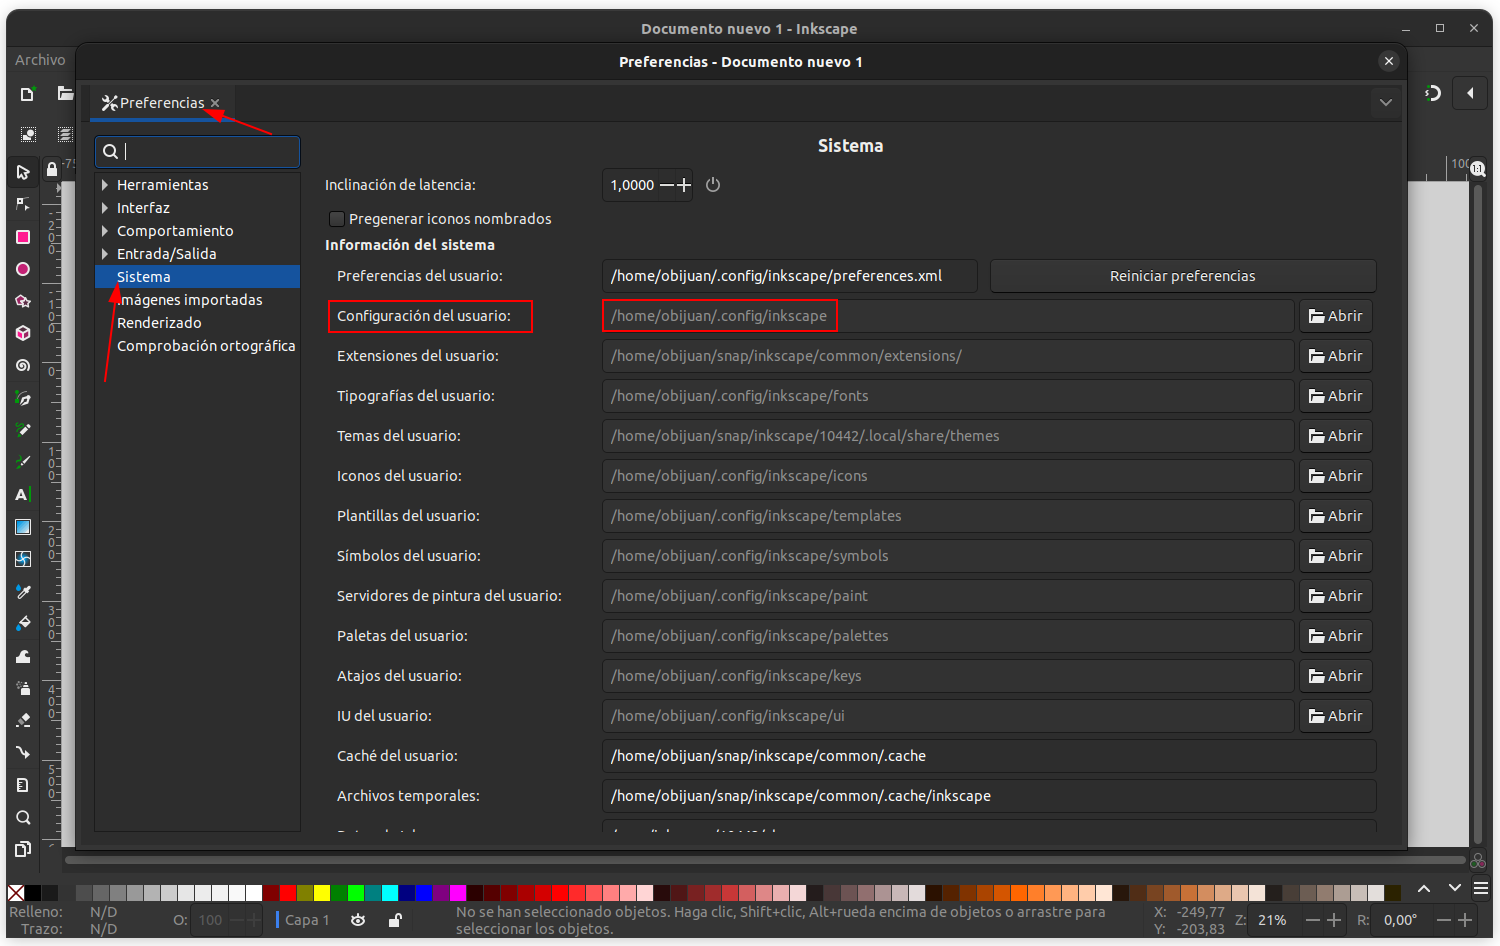 Documento nuevo 1 - Inkscape
Archivo
Preferencias - Documento nuevo 1
Preferencias
Sistema
Herramientas
Interfaz
Comportamiento
Entrada/Salida
Sistema
Imágenes importadas
Renderizado
Comprobación ortográfica
Inclinación de latencia: 1,0000
Pregenerar iconos nombrados
Información del sistema
Preferencias del usuario: /home/obijuan/.config/inkscape/preferences.xml Reiniciar preferencias
Configuración del usuario: /home/obijuan/.config/inkscape Abrir
Extensiones del usuario: /home/obijuan/snap/inkscape/common/extensions/ Abrir
Tipografías del usuario: /home/obijuan/.config/inkscape/fonts Abrir
Temas del usuario: /home/obijuan/snap/inkscape/10442/.local/share/themes Abrir
Iconos del usuario: /home/obijuan/.config/inkscape/icons Abrir
Plantillas del usuario: /home/obijuan/.config/inkscape/templates Abrir
Símbolos del usuario: /home/obijuan/.config/inkscape/symbols Abrir
Servidores de pintura del usuario: /home/obijuan/.config/inkscape/paint Abrir
Paletas del usuario: /home/obijuan/.config/inkscape/palettes Abrir
Atajos del usuario: /home/obijuan/.config/inkscape/keys Abrir
IU del usuario: /home/obijuan/.config/inkscape/ui Abrir
Caché del usuario: /home/obijuan/snap/inkscape/common/.cache
Archivos temporales: /home/obijuan/snap/inkscape/common/.cache/inkscape
Relleno: N/D
Trazo: N/D
O: 100
Capa 1
No se han seleccionado objetos. Haga clic, Shift+clic, Alt+rueda encima de objetos o arrastre para
seleccionar los objetos.
X: -249,77
Y: -203,83
Z: 21%
R: 0,00°